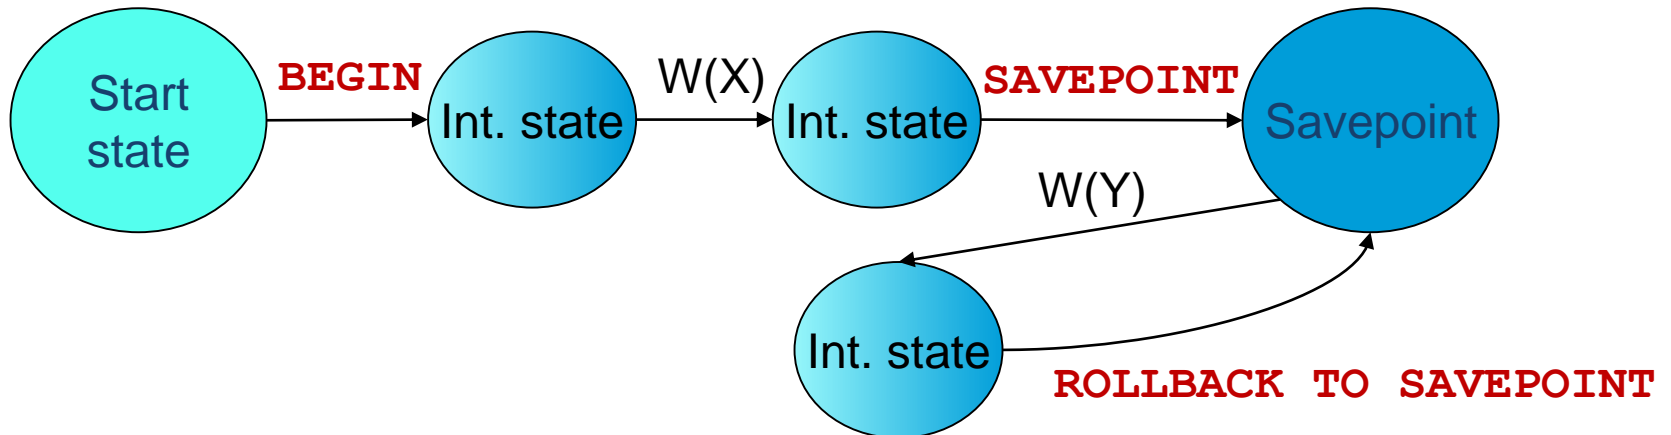 Start
state
BEGIN
Int. state
W(X)
Int. state
SAVEPOINT
Savepoint
W(Y)
Int. state
ROLLBACK TO SAVEPOINT